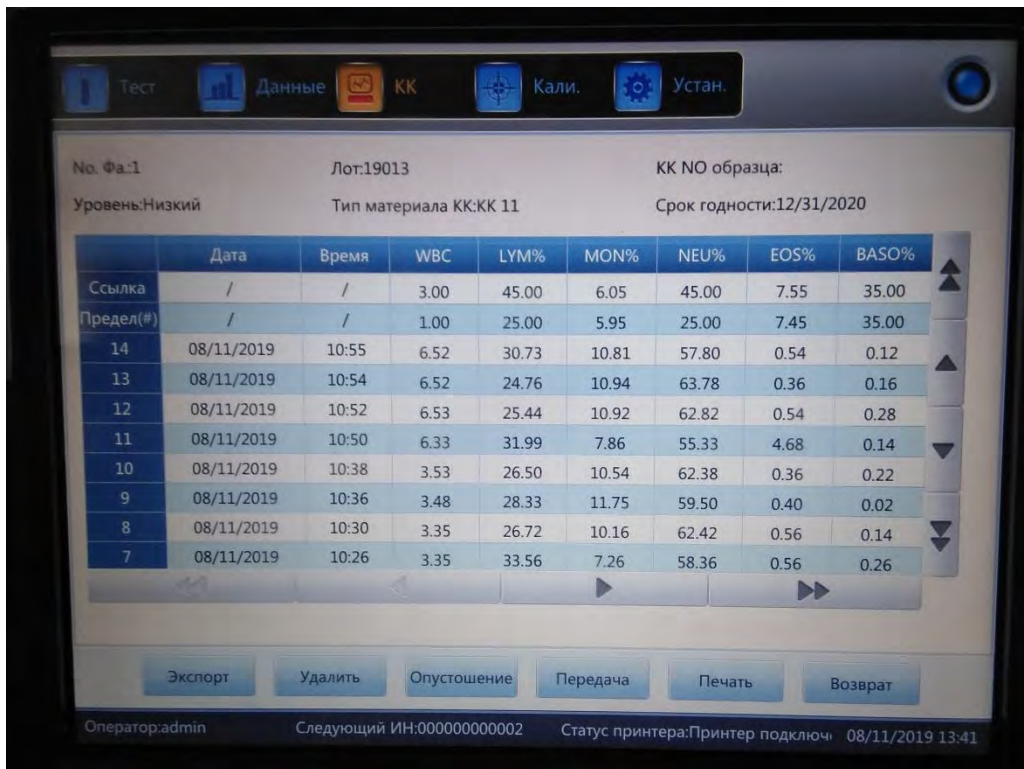 Тест Данные КК Кали. Устан.
No. Фа.:1 Лот:19013 КК NO образца:
Уровень:Низкий Тип материала КК:КК 11 Срок годности:12/31/2020
Дата Время WBC LYM% MON% NEU% EOS% BASO%
Ссылка / / 3.00 45.00 6.05 45.00 7.55 35.00
Предел(#) / / 1.00 25.00 5.95 25.00 7.45 35.00
14 08/11/2019 10:55 6.52 30.73 10.81 57.80 0.54 0.12
13 08/11/2019 10:54 6.52 24.76 10.94 63.78 0.36 0.16
12 08/11/2019 10:52 6.53 25.44 10.92 62.82 0.54 0.28
11 08/11/2019 10:50 6.33 31.99 7.86 55.33 4.68 0.14
10 08/11/2019 10:38 3.53 26.50 10.54 62.38 0.36 0.22
9 08/11/2019 10:36 3.48 28.33 11.75 59.50 0.40 0.02
8 08/11/2019 10:30 3.35 26.72 10.16 62.42 0.56 0.14
7 08/11/2019 10:26 3.35 33.56 7.26 58.36 0.56 0.26
Экспорт Удалить Опустошение Передача Печать Возврат
Оператор:admin Следующий ИН:000000000002 Статус принтера:Принтер подключ 08/11/2019 13:41